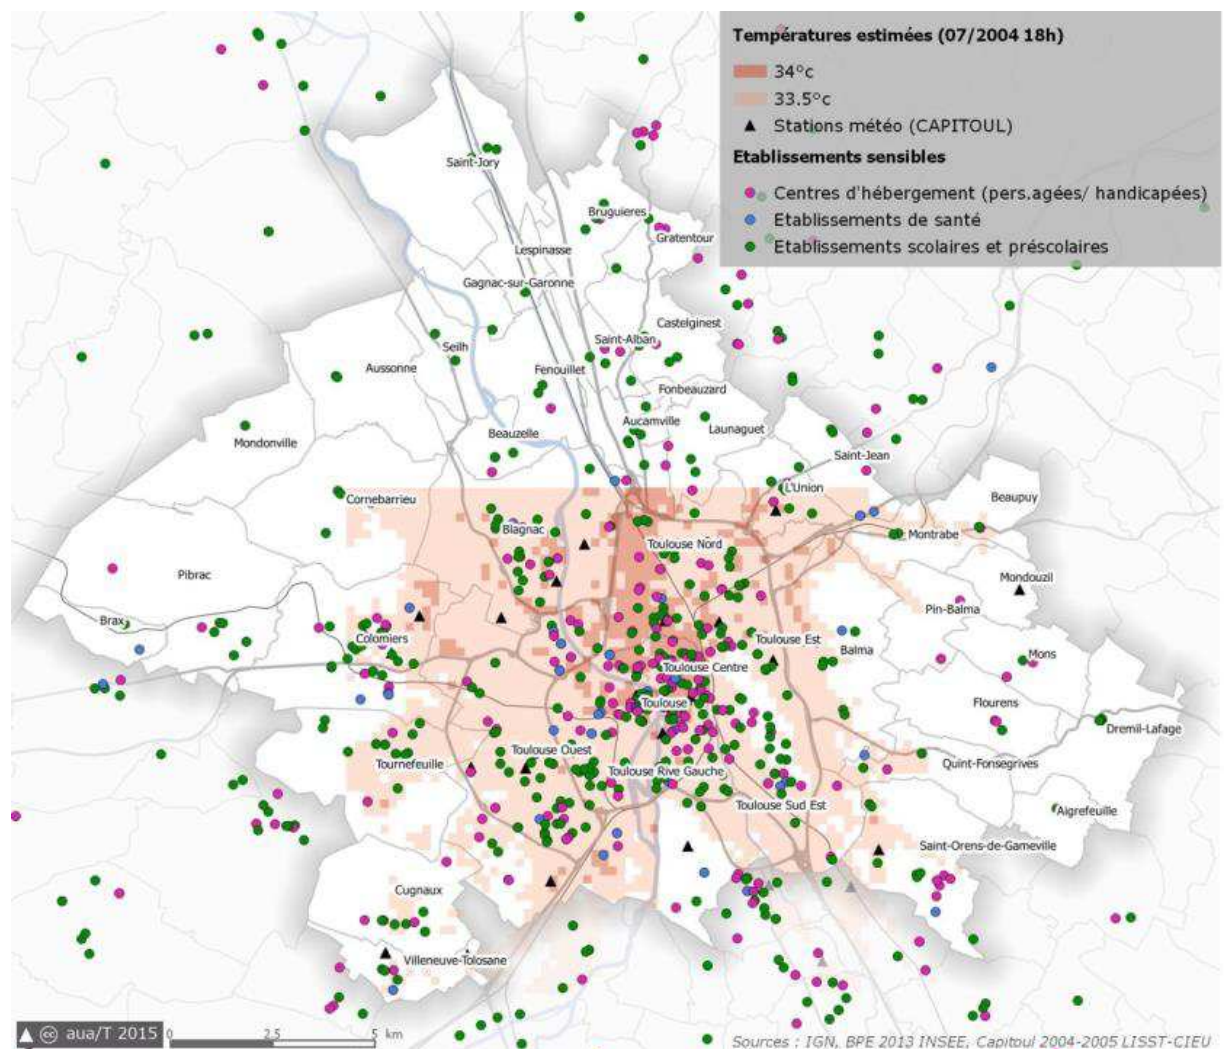 Températures estimées (07/2004 18h)
34°c
33.5°c
Stations météo (CAPITOUL)
Etablissements sensibles
Centres d'hébergement (pers.agées/ handicapées)
Etablissements de santé
Etablissements scolaires et préscolaires
Saint-Jory
Bruguieres
Gratentour
Lespinasse
Gagnac-sur-Garonne
Castelginest
Saint-Alban
Seilh
Aussonne
Fenouillet
Fonbeauzard
Aucamville
Launaguet
Beauzelle
Mondonville
Saint-Jean
L'Union
Cornebarrieu
Beaupuy
Blagnac
Montrabe
Toulouse Nord
Pibrac
Mondouzil
Pin-Balma
Brax
Colomiers
Toulouse Est
Balma
Mons
Toulouse Centre
Toulouse
Flourens
Dremil-Lafage
Toulouse Ouest
Tournefeuille
Toulouse Rive Gauche
Quint-Fonsegrives
Toulouse Sud Est
Aigrefeuille
Saint-Orens-de-Gameville
Cugnaux
Villeneuve-Tolosane
cc aua/T 2015
0 2,5 5 km
Sources : IGN, BPE 2013 INSEE, Capitoul 2004-2005 LISST-CIEU